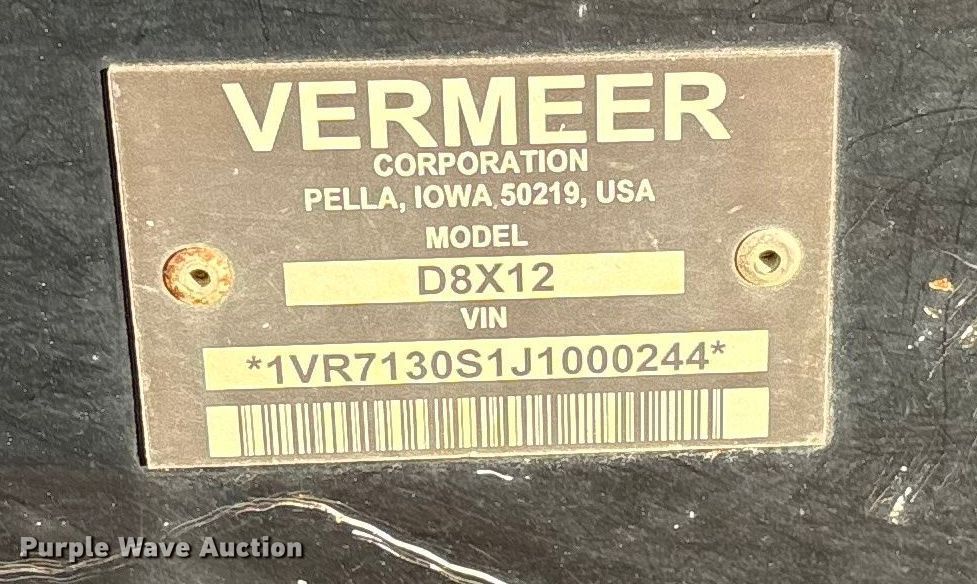 VERMEER
CORPORATION
PELLA, IOWA 50219, USA
MODEL
D8X12
VIN
*1VR7130S1J1000244*
Purple Wave Auction